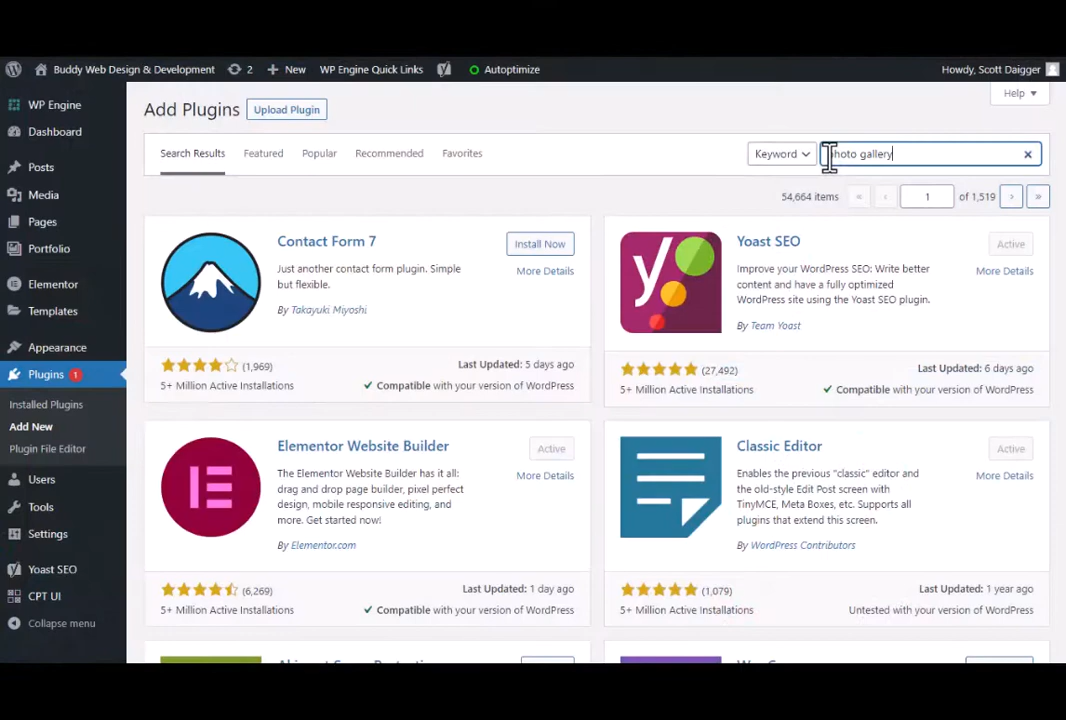 Buddy Web Design & Development 2 New WP Engine Quick Links Autoptimize Howdy, Scott Daigger
WP Engine
Dashboard
Posts
Media
Pages
Portfolio
Elementor
Templates
Appearance
Plugins 1
Installed Plugins
Add New
Plugin File Editor
Users
Tools
Settings
Yoast SEO
CPT UI
Collapse menu
Help
Add Plugins Upload Plugin
Search Results Featured Popular Recommended Favorites Keyword photo gallery
54,664 items « ‹ 1 of 1,519 › »
Contact Form 7
Install Now
Just another contact form plugin. Simple
but flexible.
More Details
By Takayuki Miyoshi
(1,969) Last Updated: 5 days ago
5+ Million Active Installations Compatible with your version of WordPress
Yoast SEO
Active
Improve your WordPress SEO: Write better
content and have a fully optimized
WordPress site using the Yoast SEO plugin.
More Details
By Team Yoast
(27,492) Last Updated: 6 days ago
5+ Million Active Installations Compatible with your version of WordPress
Elementor Website Builder
Active
The Elementor Website Builder has it all:
drag and drop page builder, pixel perfect
design, mobile responsive editing, and
more. Get started now!
More Details
By Elementor.com
(6,269) Last Updated: 1 day ago
5+ Million Active Installations Compatible with your version of WordPress
Classic Editor
Active
Enables the previous "classic" editor and
the old-style Edit Post screen with
TinyMCE, Meta Boxes, etc. Supports all
plugins that extend this screen.
More Details
By WordPress Contributors
(1,079) Last Updated: 1 year ago
5+ Million Active Installations Untested with your version of WordPress